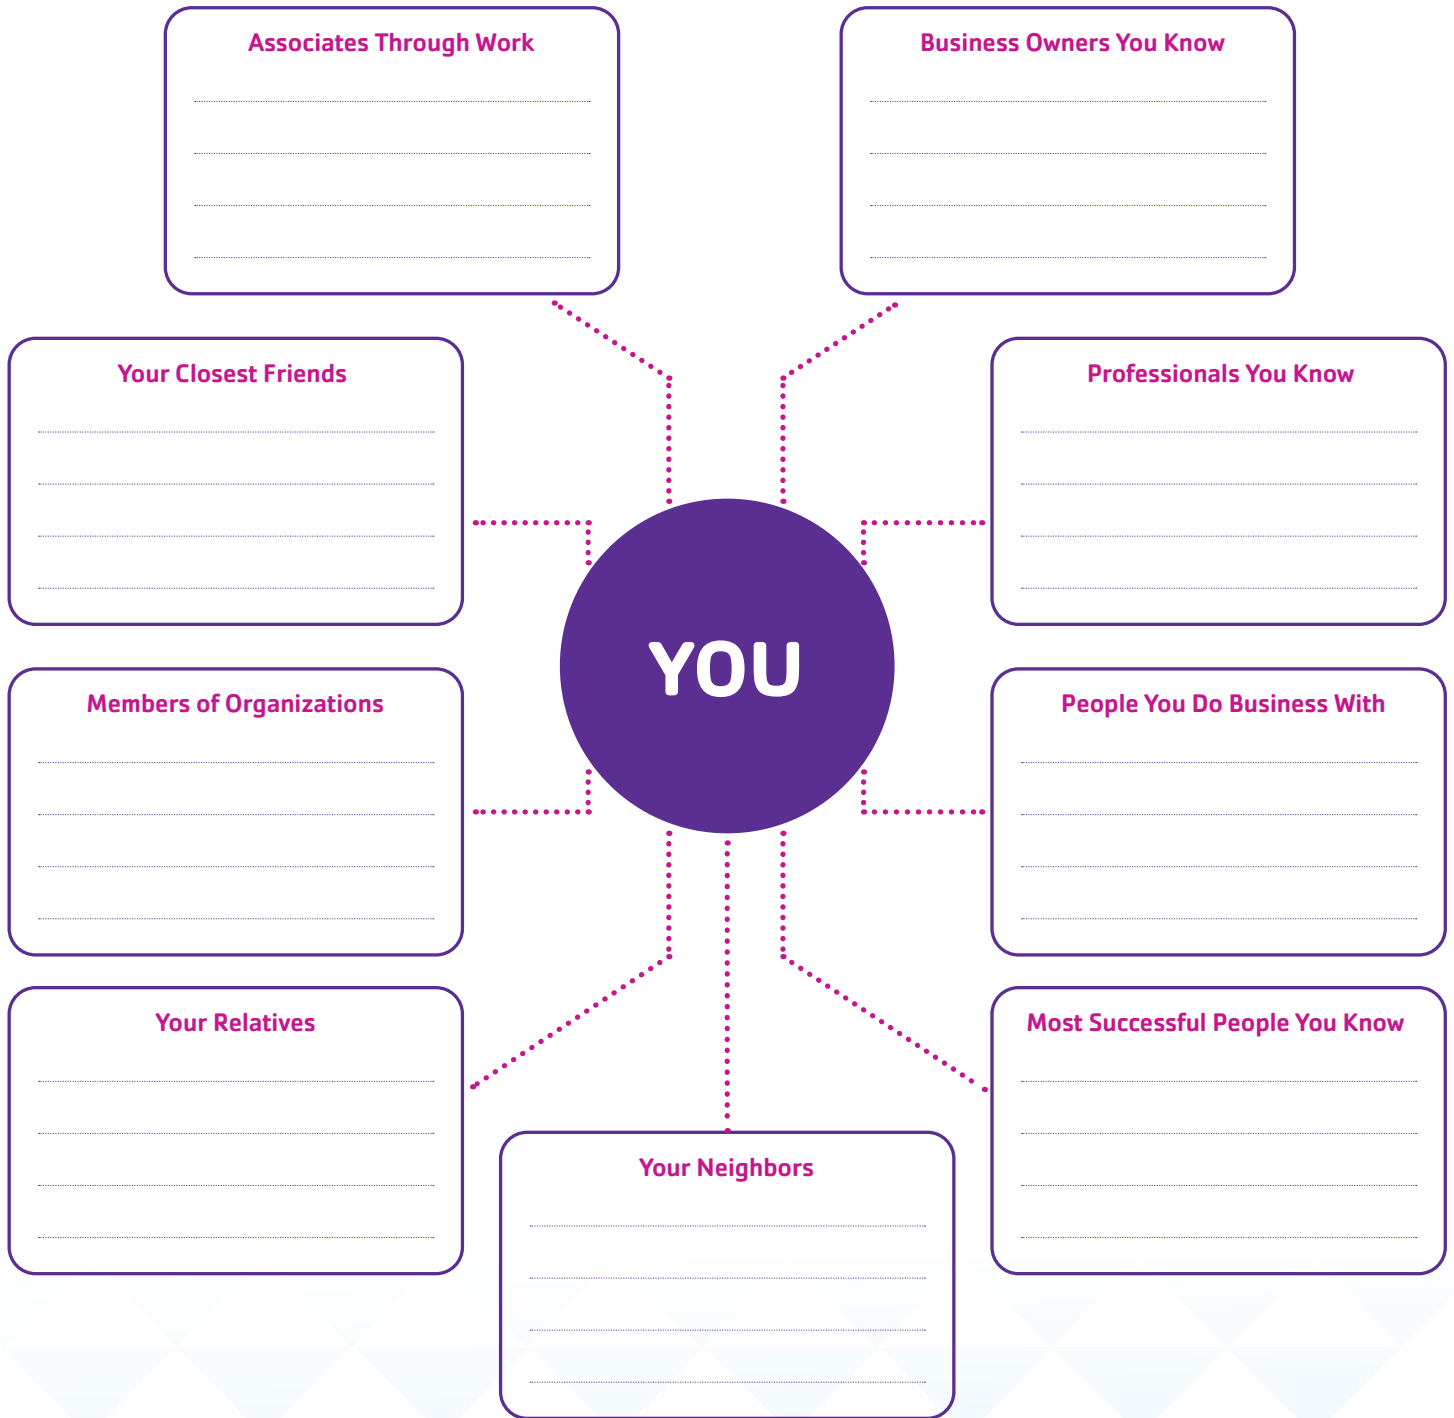 Associates Through Work
Business Owners You Know
Your Closest Friends
Professionals You Know
YOU
Members of Organizations
People You Do Business With
Your Relatives
Most Successful People You Know
Your Neighbors